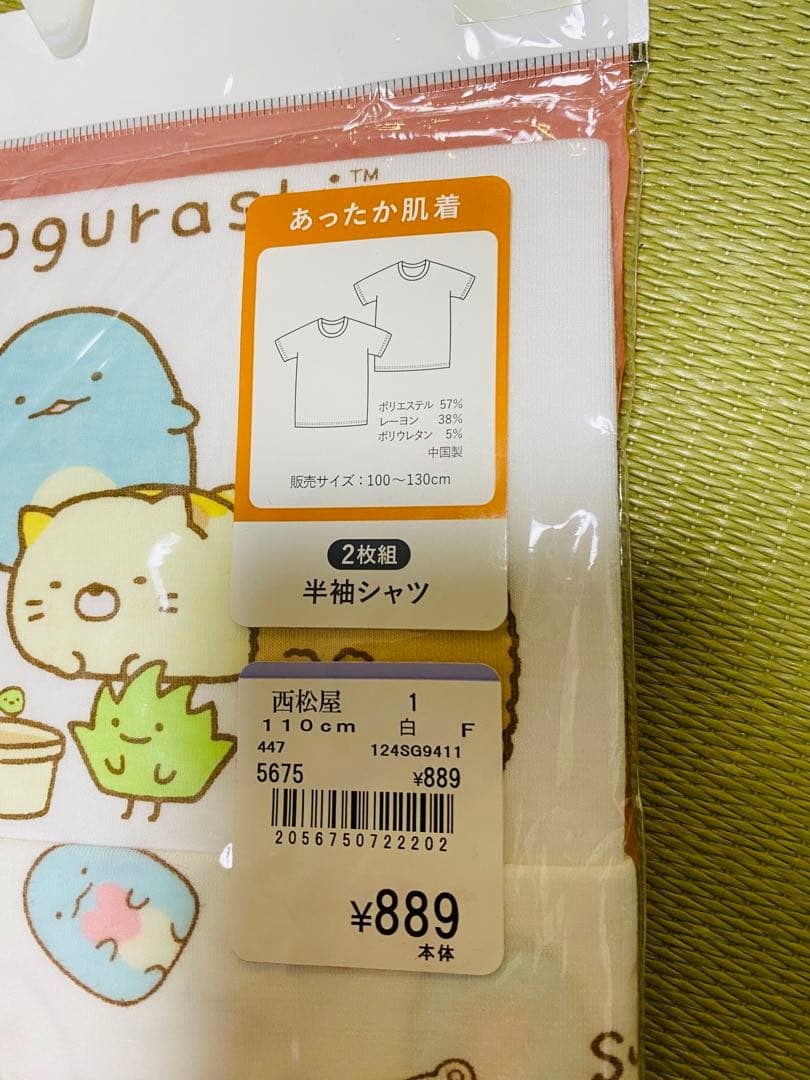 ogurashi™
あったか肌着
ポリエステル 57%
レーヨン 38%
ポリウレタン 5%
中国製
販売サイズ：100〜130cm
2枚組
半袖シャツ
西松屋 1
110cm 白 F
447 124SG9411
5675 ¥889
2056750722202
¥889
本体